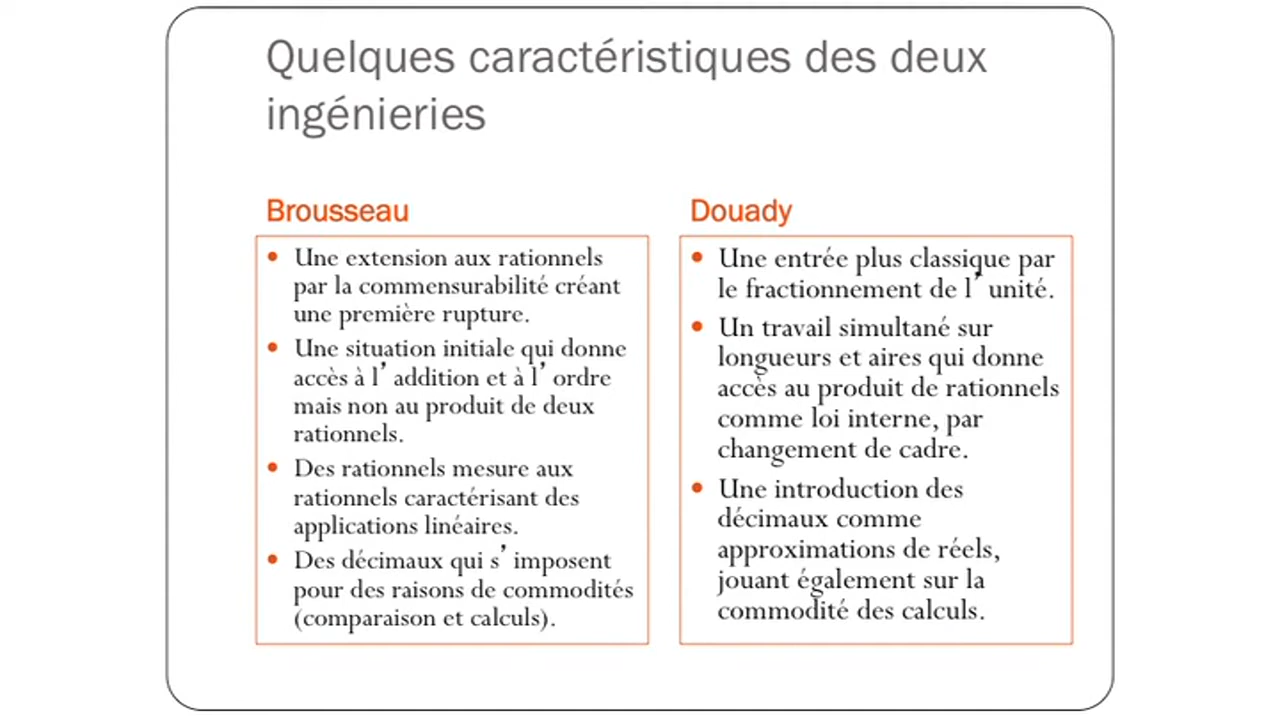 Quelques caractéristiques des deux
ingénieries
Brousseau
• Une extension aux rationnels
par la commensurabilité créant
une première rupture.
• Une situation initiale qui donne
accès à l’ addition et à l’ ordre
mais non au produit de deux
rationnels.
• Des rationnels mesure aux
rationnels caractérisant des
applications linéaires.
• Des décimaux qui s’ imposent
pour des raisons de commodités
(comparaison et calculs).
Douady
• Une entrée plus classique par
le fractionnement de l’ unité.
• Un travail simultané sur
longueurs et aires qui donne
accès au produit de rationnels
comme loi interne, par
changement de cadre.
• Une introduction des
décimaux comme
approximations de réels,
jouant également sur la
commodité des calculs.